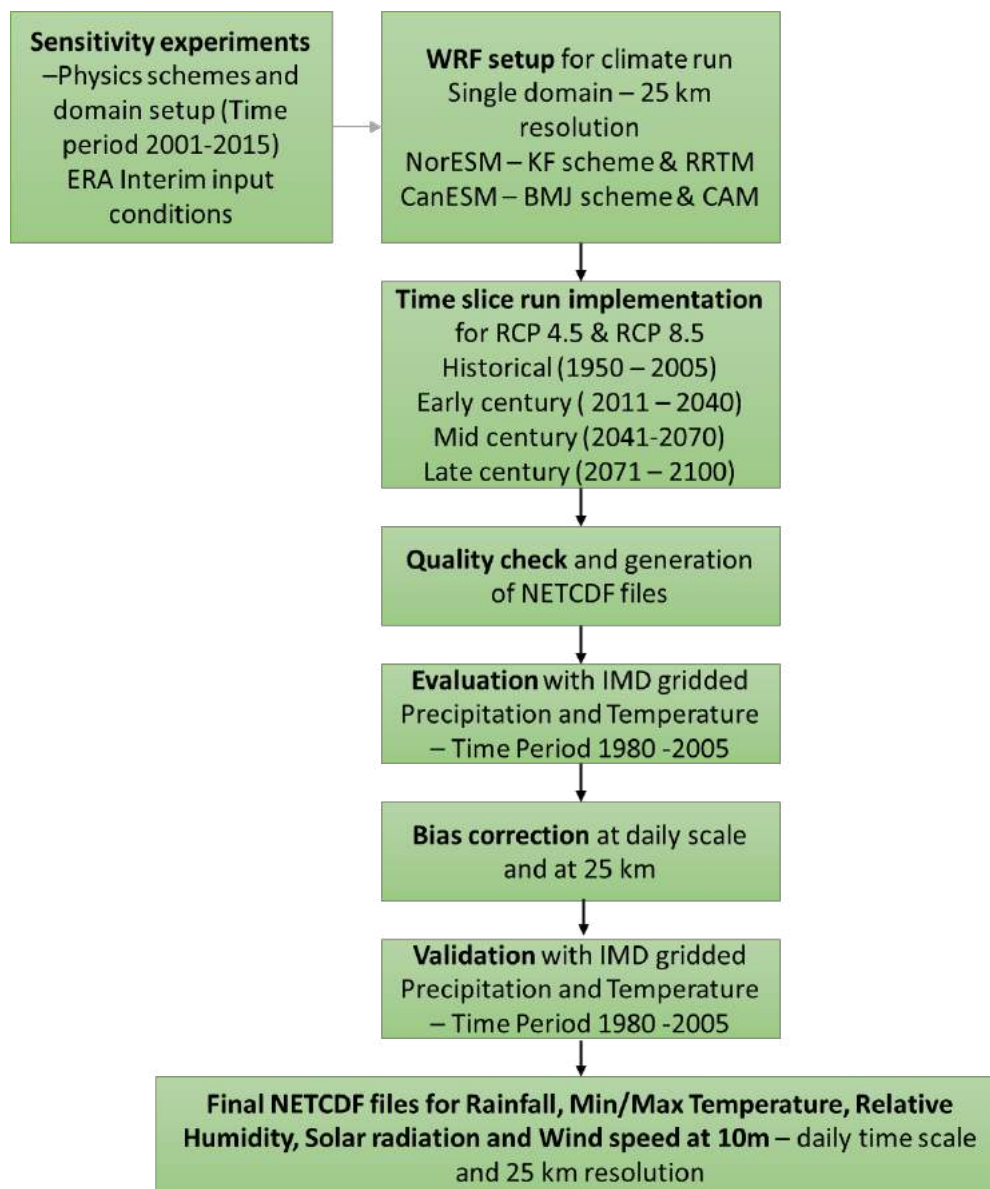 Sensitivity experiments
–Physics schemes and
domain setup (Time
period 2001-2015)
ERA Interim input
conditions
WRF setup for climate run
Single domain – 25 km
resolution
NorESM – KF scheme & RRTM
CanESM – BMJ scheme & CAM
Time slice run implementation
for RCP 4.5 & RCP 8.5
Historical (1950 – 2005)
Early century ( 2011 – 2040)
Mid century (2041-2070)
Late century (2071 – 2100)
Quality check and generation
of NETCDF files
Evaluation with IMD gridded
Precipitation and Temperature
– Time Period 1980 -2005
Bias correction at daily scale
and at 25 km
Validation with IMD gridded
Precipitation and Temperature
– Time Period 1980 -2005
Final NETCDF files for Rainfall, Min/Max Temperature, Relative
Humidity, Solar radiation and Wind speed at 10m – daily time scale
and 25 km resolution